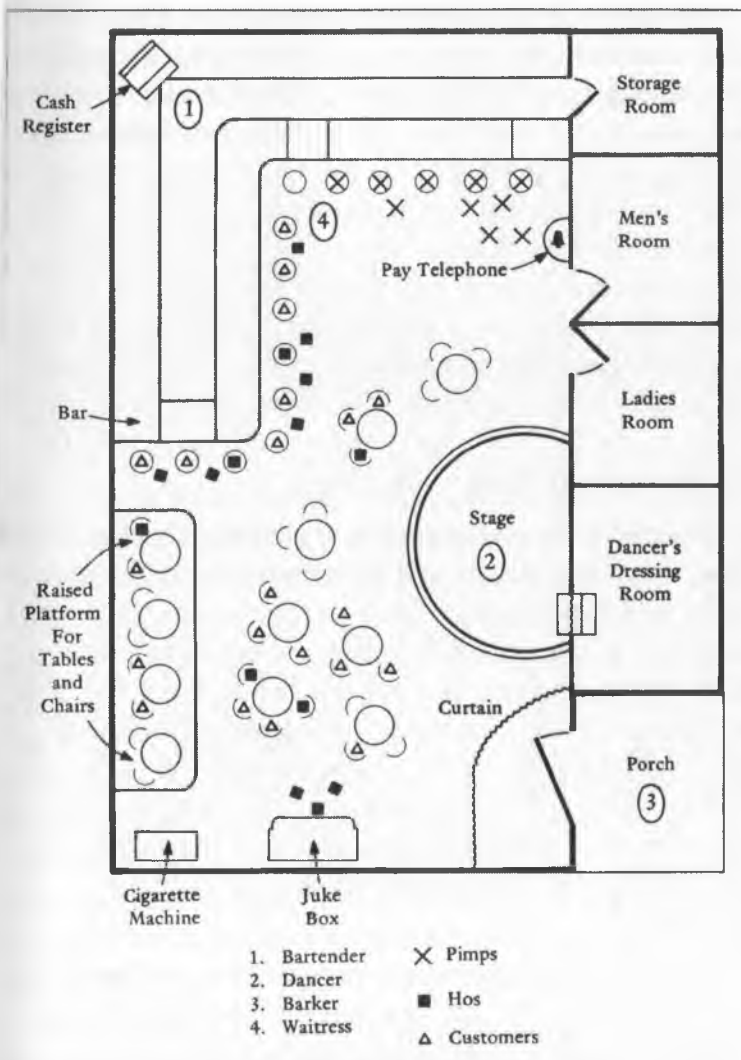 Cash
Register
1
Storage
Room
4
Men's
Room
Pay Telephone
Bar
Ladies
Room
Stage
2
Dancer's
Dressing
Room
Raised
Platform
For
Tables
and
Chairs
Curtain
Porch
3
Cigarette
Machine
Juke
Box
1. Bartender
2. Dancer
3. Barker
4. Waitress
Pimps
Hos
Customers